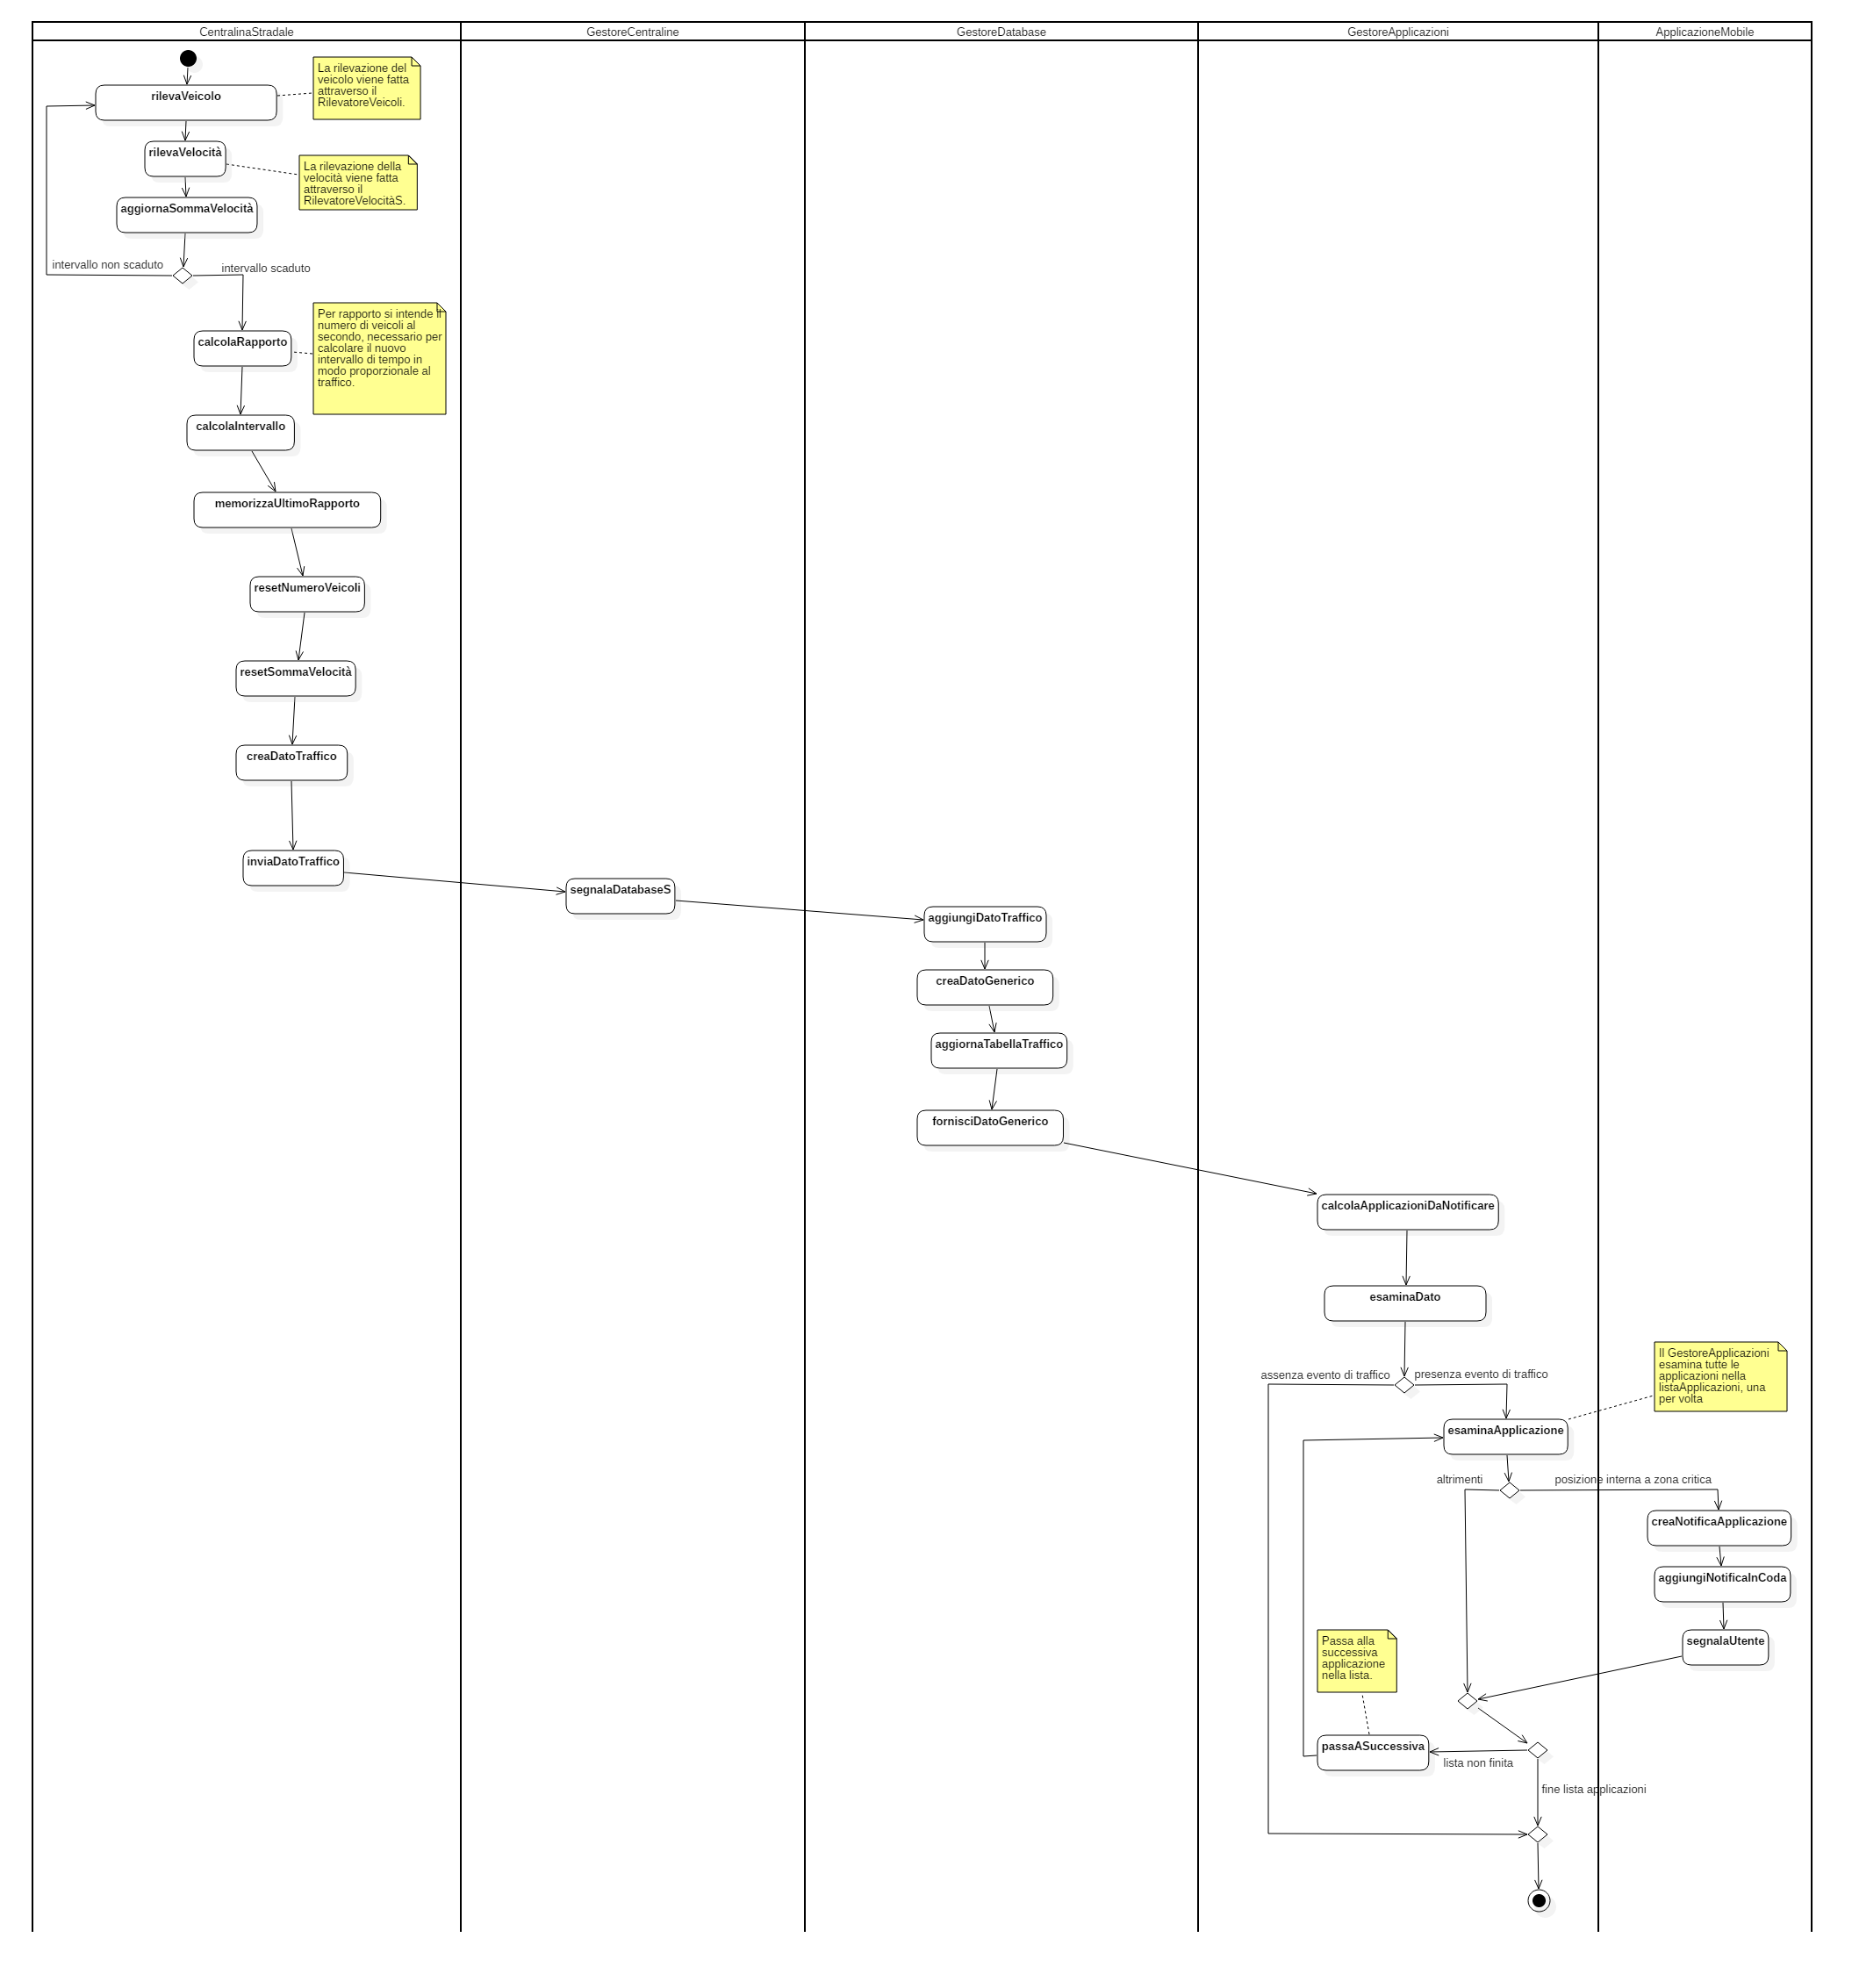 CentralinaStradale
GestoreCentraline
GestoreDatabase
GestoreApplicazioni
ApplicazioneMobile
rilevaVeicolo
La rilevazione del
veicolo viene fatta
attraverso il
RilevatoreVeicoli.
rilevaVelocità
La rilevazione della
velocità viene fatta
attraverso il
RilevatoreVelocitàS.
aggiornaSommaVelocità
intervallo non scaduto
intervallo scaduto
Per rapporto si intende il
numero di veicoli al
secondo, necessario per
calcolare il nuovo
intervallo di tempo in
modo proporzionale al
traffico.
calcolaRapporto
calcolaIntervallo
memorizzaUltimoRapporto
resetNumeroVeicoli
resetSommaVelocità
creaDatoTraffico
inviaDatoTraffico
segnalaDatabaseS
aggiungiDatoTraffico
creaDatoGenerico
aggiornaTabellaTraffico
fornisciDatoGenerico
calcolaApplicazioniDaNotificare
esaminaDato
assenza evento di traffico
presenza evento di traffico
Il GestoreApplicazioni
esamina tutte le
applicazioni nella
listaApplicazioni, una
per volta
esaminaApplicazione
altrimenti
posizione interna a zona critica
creaNotificaApplicazione
aggiungiNotificaInCoda
segnalaUtente
Passa alla
successiva
applicazione
nella lista.
passaASuccessiva
lista non finita
fine lista applicazioni